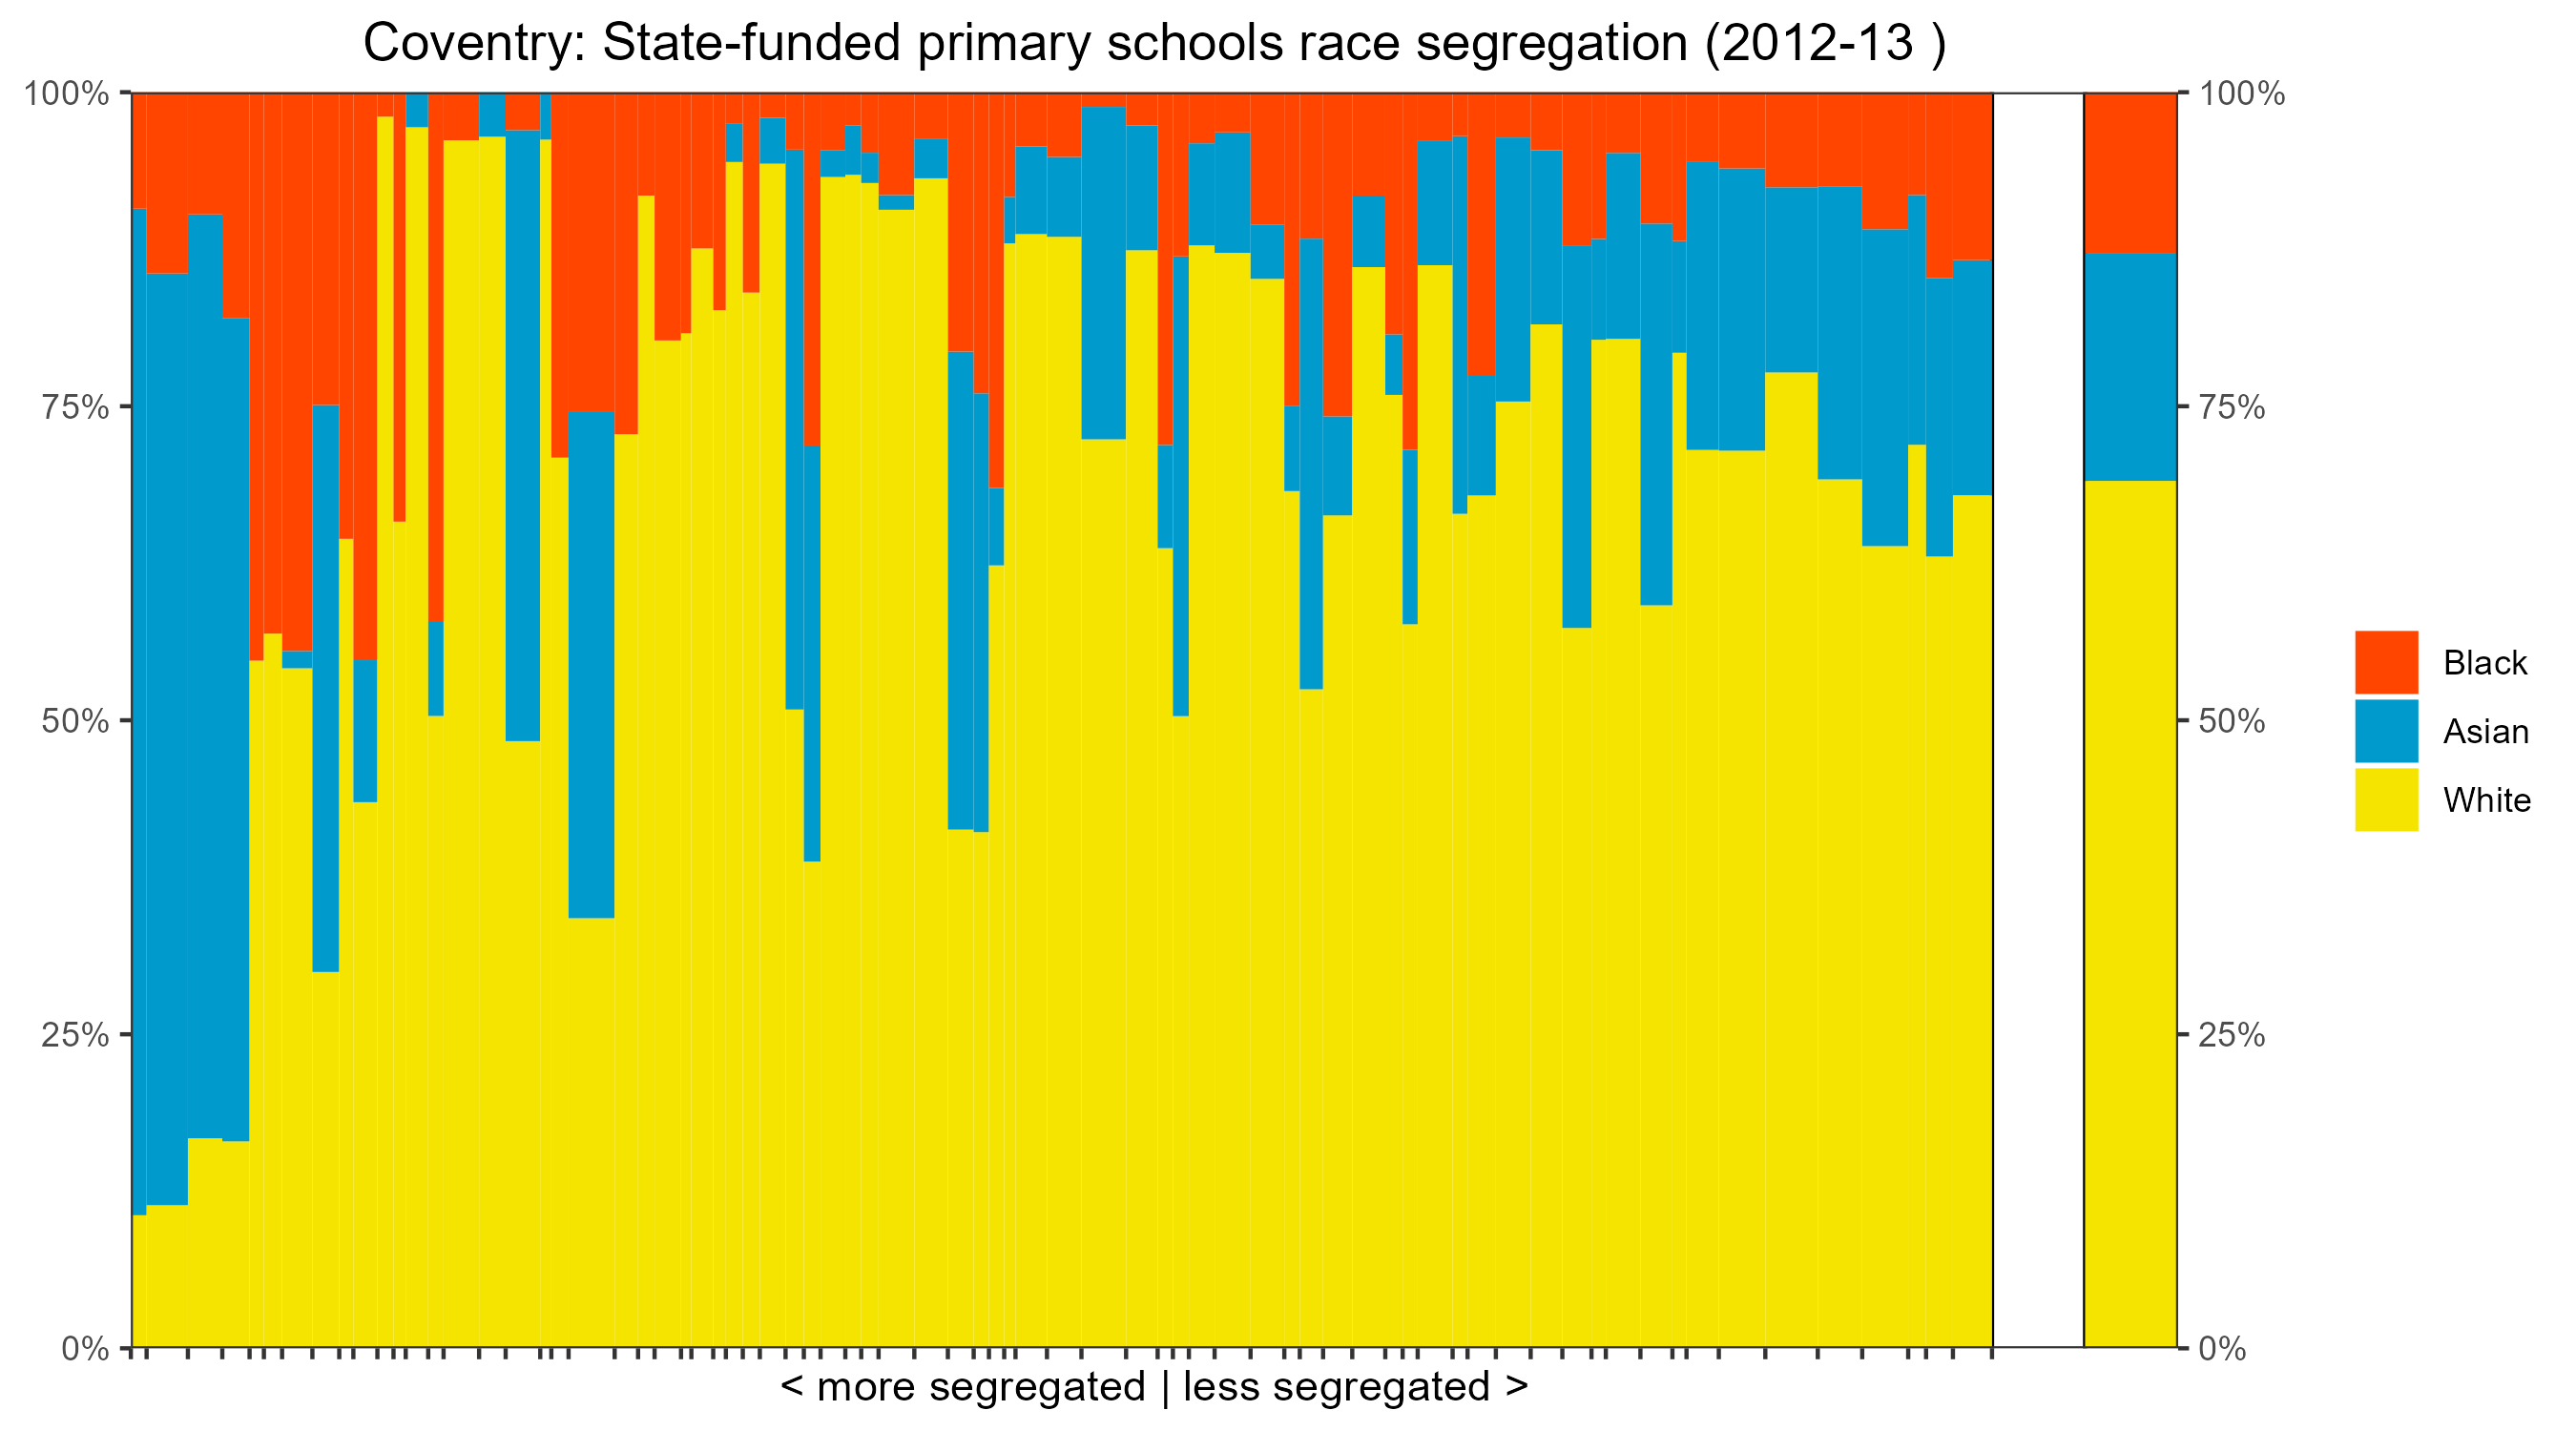 Coventry: State-funded primary schools race segregation (2012-13 )
100%
75%
50%
25%
0%
100%
75%
50%
25%
0%
Black
Asian
White
< more segregated | less segregated >